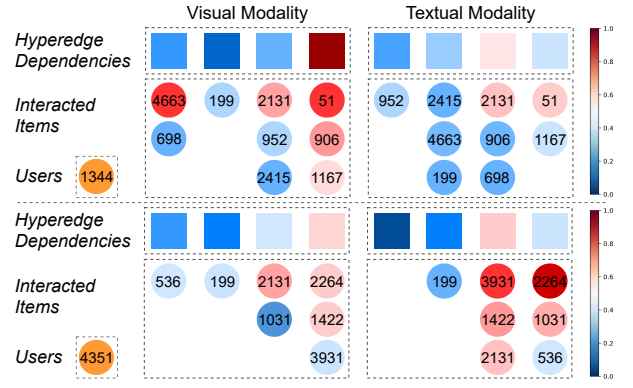 Visual Modality Textual Modality
Hyperedge
Dependencies
1.0
0.8
0.6
0.4
0.2
0.0
Interacted
Items
4663 199 2131 51 952 2415 2131 51
698 952 906 4663 906 1167
Users 1344 2415 1167 199 698
Hyperedge
Dependencies
1.0
0.8
0.6
0.4
0.2
0.0
Interacted
Items
536 199 2131 2264 199 3931 2264
1031 1422 1422 1031
Users 4351 3931 2131 536